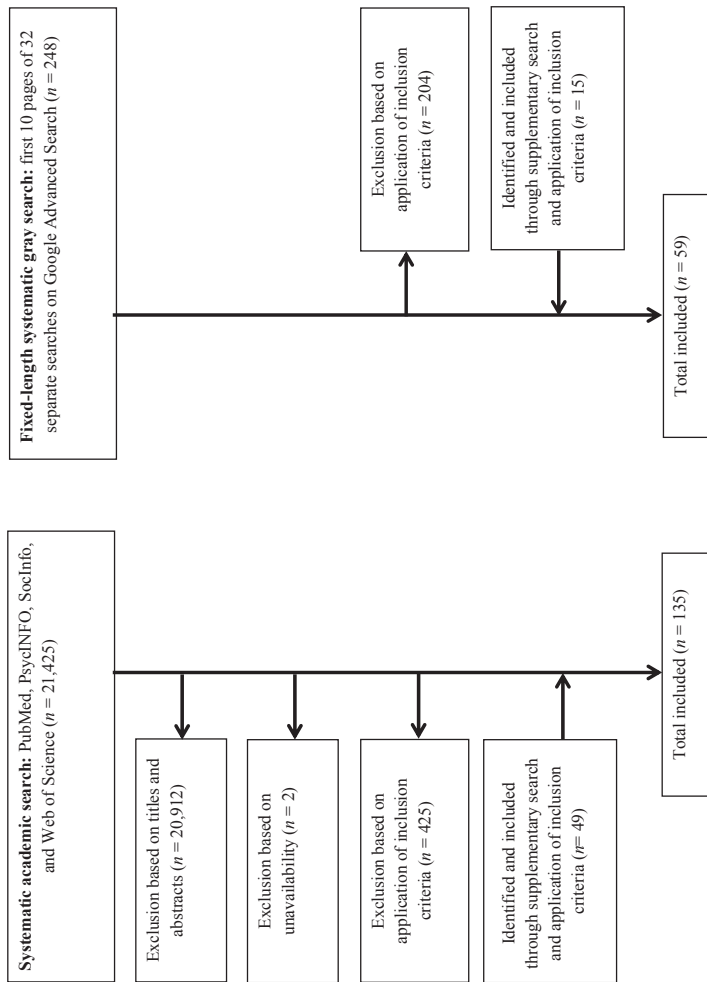 Systematic academic search: PubMed, PsycINFO, SocInfo,
and Web of Science (n = 21,425)
Exclusion based on titles and
abstracts (n = 20,912)
Exclusion based on
unavailability (n = 2)
Exclusion based on
application of inclusion
criteria (n = 425)
Identified and included
through supplementary search
and application of inclusion
criteria (n= 49)
Total included (n = 135)
Fixed-length systematic gray search: first 10 pages of 32
separate searches on Google Advanced Search (n = 248)
Exclusion based on
application of inclusion
criteria (n = 204)
Identified and included
through supplementary search
and application of inclusion
criteria (n = 15)
Total included (n = 59)